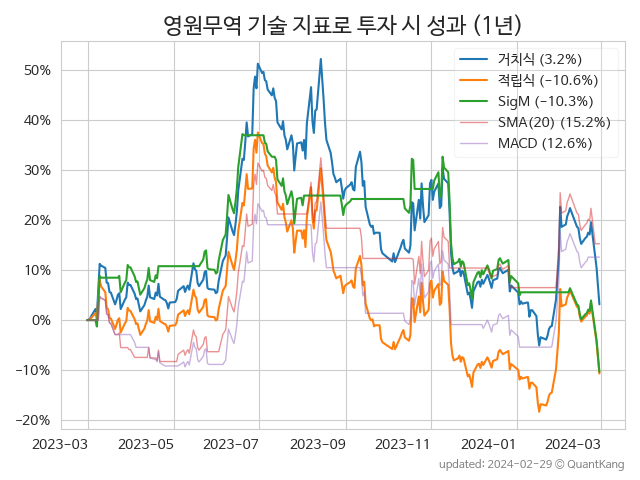 영원무역 기술 지표로 투자 시 성과 (1년)
거치식 (3.2%)
적립식 (−10.6%)
SigM (−10.3%)
SMA(20) (15.2%)
MACD (12.6%)
50%
40%
30%
20%
10%
0%
−10%
−20%
2023−03
2023−05
2023−07
2023−09
2023−11
2024−01
2024−03
updated: 2024-02-29 ⓒ QuantKang